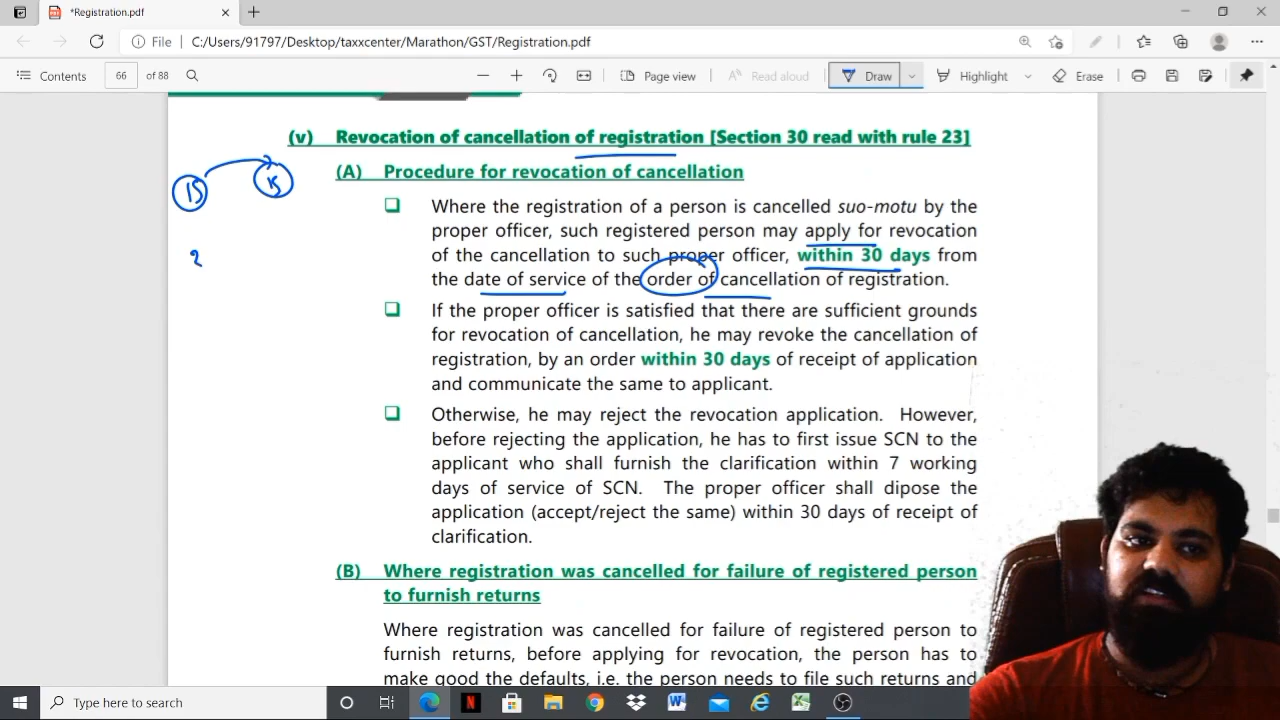 *Registration.pdf
File
C:/Users/91797/Desktop/taxxcenter/Marathon/GST/Registration.pdf
Contents
66
of 88
Page view
Read aloud
Draw
Highlight
Erase
(v) Revocation of cancellation of registration [Section 30 read with rule 23]
(A) Procedure for revocation of cancellation
15
15
Where the registration of a person is cancelled suo-motu by the
proper officer, such registered person may apply for revocation
of the cancellation to such proper officer, within 30 days from
the date of service of the order of cancellation of registration.
If the proper officer is satisfied that there are sufficient grounds
for revocation of cancellation, he may revoke the cancellation of
registration, by an order within 30 days of receipt of application
and communicate the same to applicant.
Otherwise, he may reject the revocation application. However,
before rejecting the application, he has to first issue SCN to the
applicant who shall furnish the clarification within 7 working
days of service of SCN. The proper officer shall dipose the
application (accept/reject the same) within 30 days of receipt of
clarification.
(B) Where registration was cancelled for failure of registered person
to furnish returns
Where registration was cancelled for failure of registered person to
furnish returns, before applying for revocation, the person has to
make good the defaults, i.e. the person needs to file such returns and
Type here to search